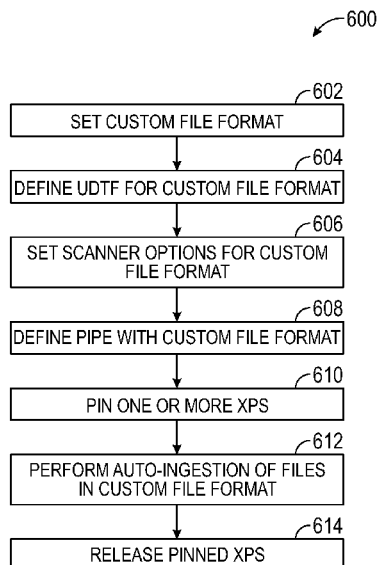 600
602
SET CUSTOM FILE FORMAT
604
DEFINE UDTF FOR CUSTOM FILE FORMAT
606
SET SCANNER OPTIONS FOR CUSTOM
FILE FORMAT
608
DEFINE PIPE WITH CUSTOM FILE FORMAT
610
PIN ONE OR MORE XPS
612
PERFORM AUTO-INGESTION OF FILES
IN CUSTOM FILE FORMAT
614
RELEASE PINNED XPS